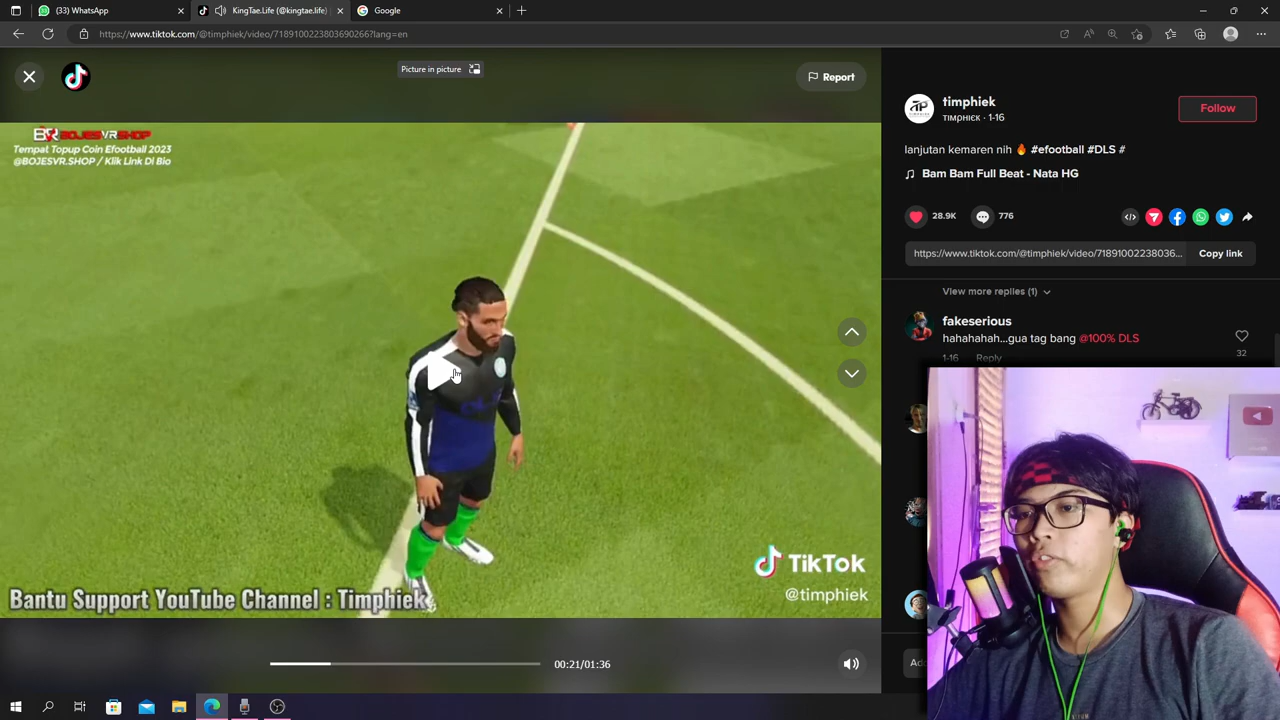 (33) WhatsApp
KingTae.Life (@kingtae.life)
Google
https://www.tiktok.com/@timphiek/video/7189100223803690266?lang=en
Picture in picture
Report
BR BOJESVRSHOP
Tempat Topup Coin Efootball 2023
@BOJESVR.SHOP / Klik Link Di Bio
TikTok
@timphiek
Bantu Support YouTube Channel : Timphiek
00:21/01:36
TP
timphiek
тιмρнιєк · 1-16
Follow
lanjutan kemaren nih 🔥 #efootball #DLS #
Bam Bam Full Beat - Nata HG
28.9K
776
https://www.tiktok.com/@timphiek/video/71891002238036...
Copy link
View more replies (1)
fakeserious
hahahahah...gua tag bang @100% DLS
32
1-16 Reply